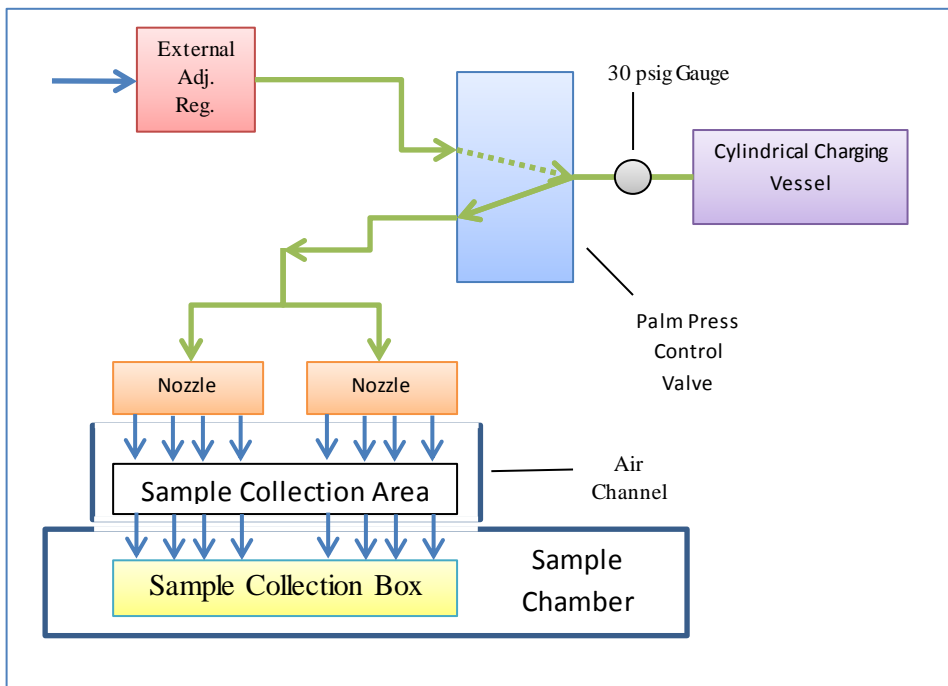 External
Adj.
Reg.
30 psig Gauge
Cylindrical Charging
Vessel
Palm Press
Control
Valve
Nozzle
Nozzle
Sample Collection Area
Air
Channel
Sample Collection Box
Sample
Chamber